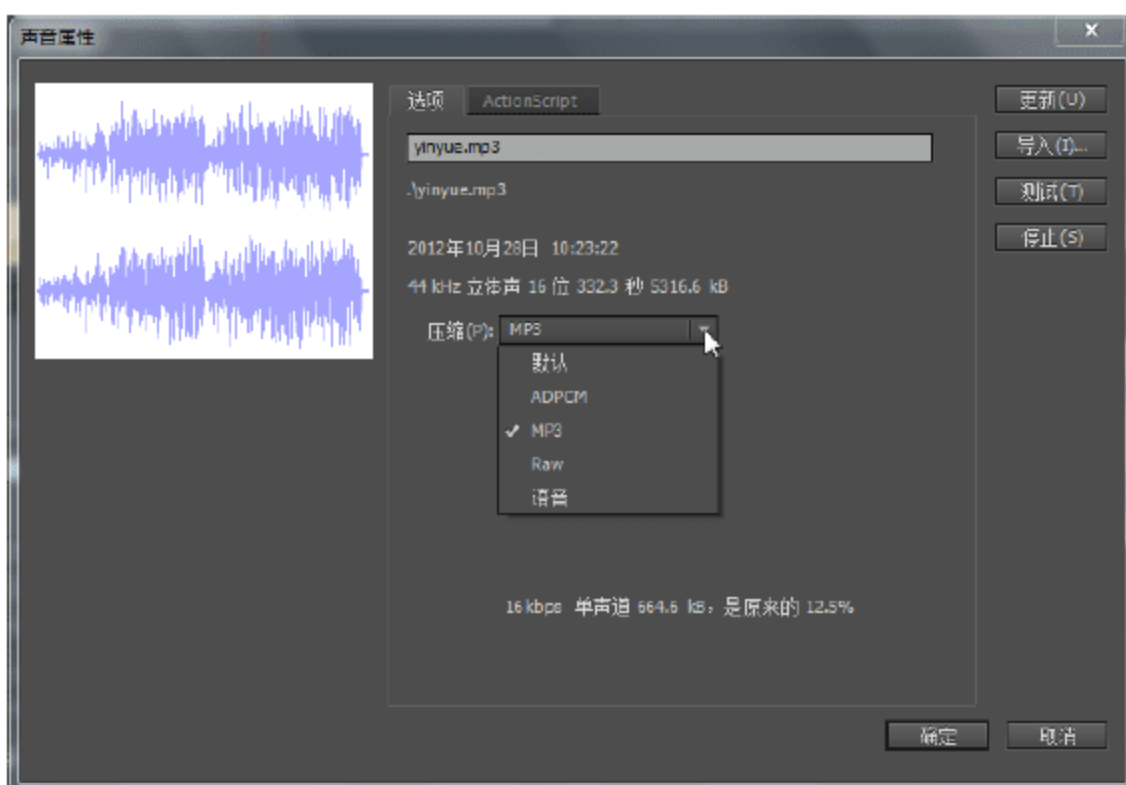 声音属性
选项 ActionScript
更新(U)
yinyue.mp3
导入(I)...
.\yinyue.mp3
测试(T)
2012年10月28日 10:23:22
停止(S)
44 kHz 立体声 16 位 332.3 秒 5316.6 kB
压缩(P): MP3
默认
ADPCM
MP3
Raw
语音
16 kbps 单声道 664.6 kB，是原来的 12.5%
确定 取消